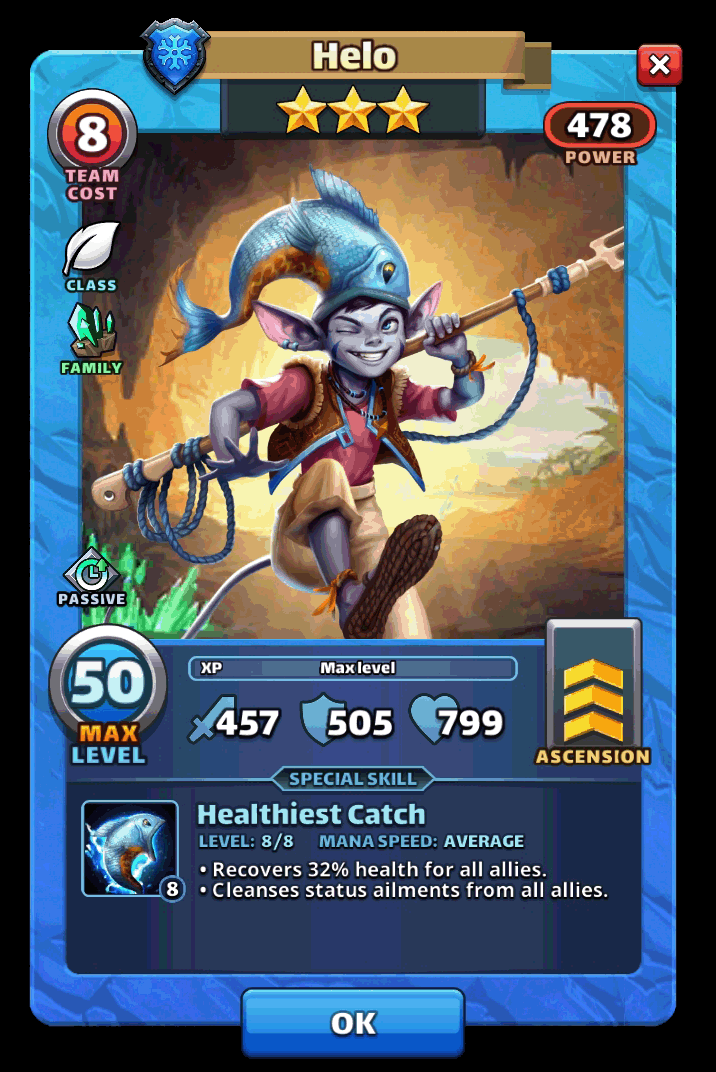 Helo
8
TEAM
COST
478
POWER
CLASS
FAMILY
PASSIVE
50
MAX
LEVEL
XP Max level
457 505 799
ASCENSION
SPECIAL SKILL
Healthiest Catch
LEVEL: 8/8 MANA SPEED: AVERAGE
8
• Recovers 32% health for all allies.
• Cleanses status ailments from all allies.
OK